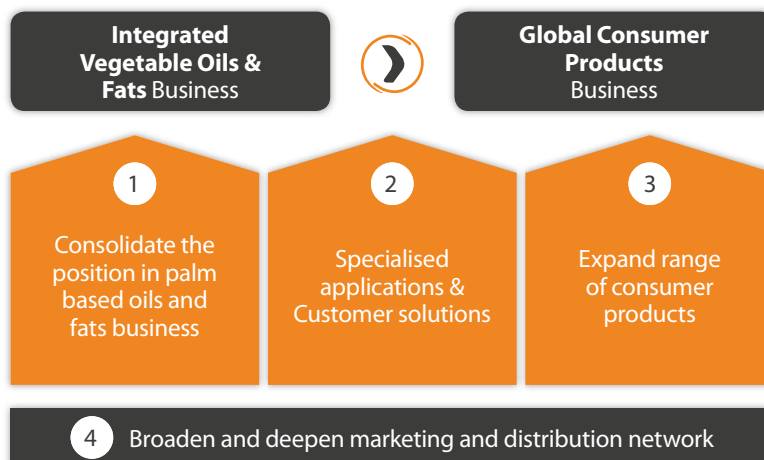 Integrated
Vegetable Oils &
Fats Business
Global Consumer
Products
Business
1
Consolidate the
position in palm
based oils and
fats business
2
Specialised
applications &
Customer solutions
3
Expand range
of consumer
products
4 Broaden and deepen marketing and distribution network